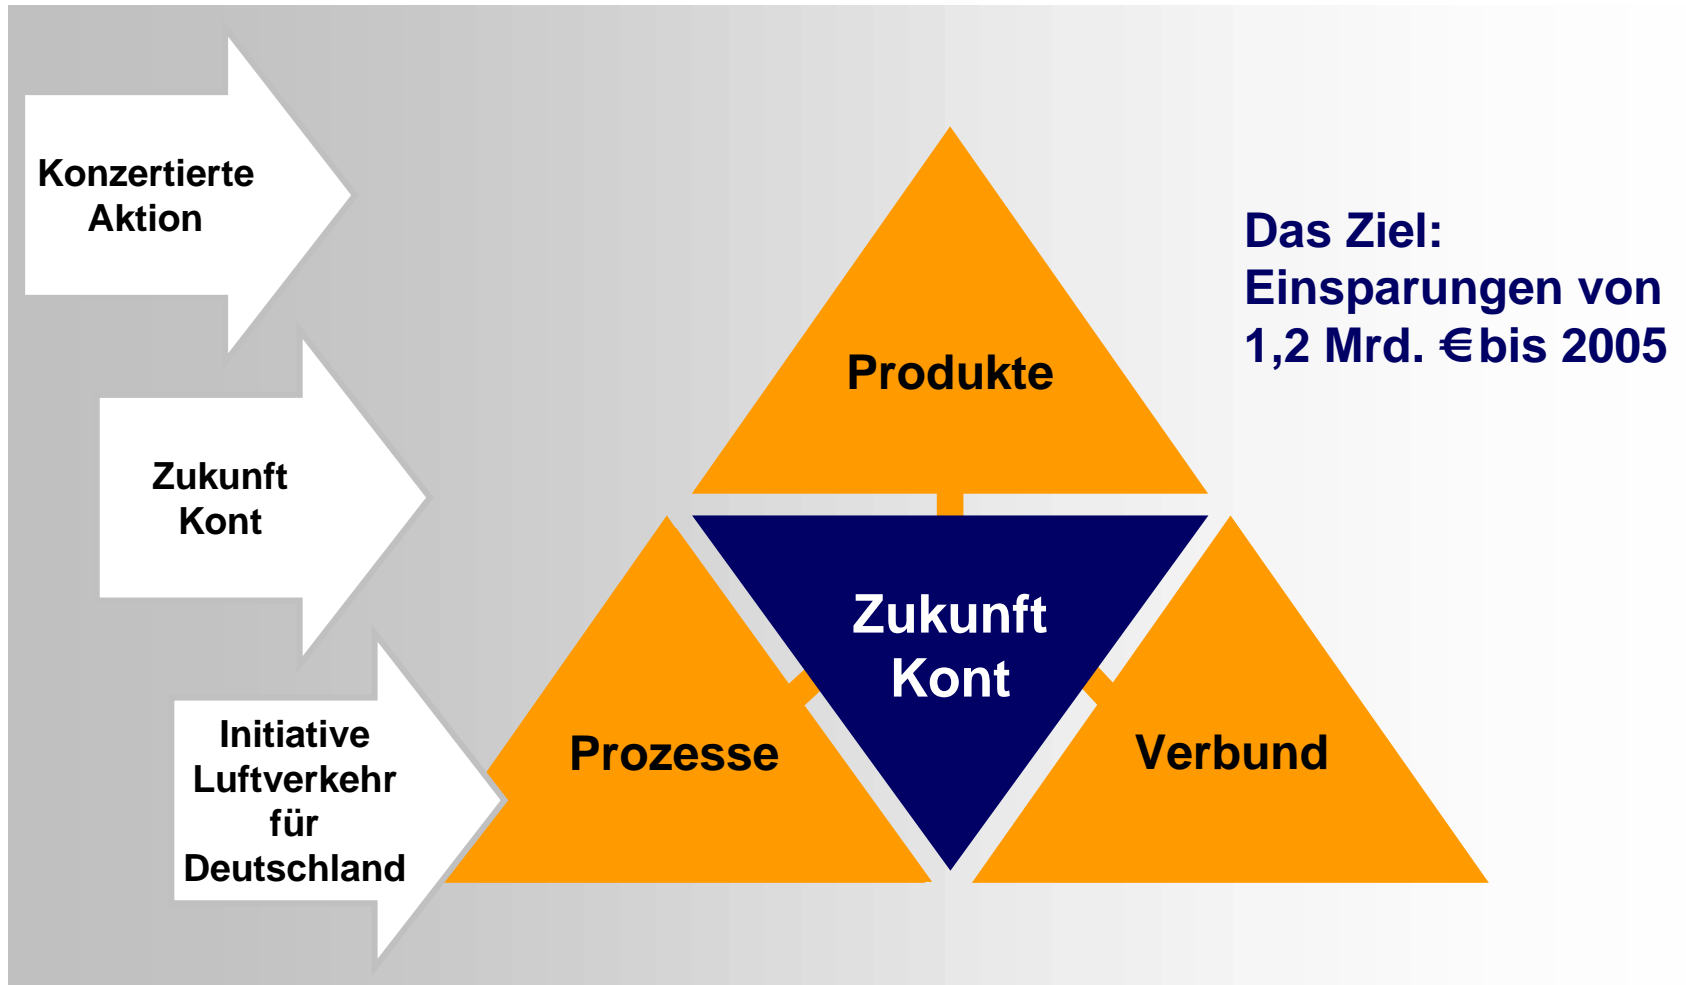 Konzertierte
Aktion
Zukunft
Kont
Initiative
Luftverkehr
für
Deutschland
Produkte
Prozesse
Zukunft
Kont
Verbund
Das Ziel:
Einsparungen von
1,2 Mrd. € bis 2005